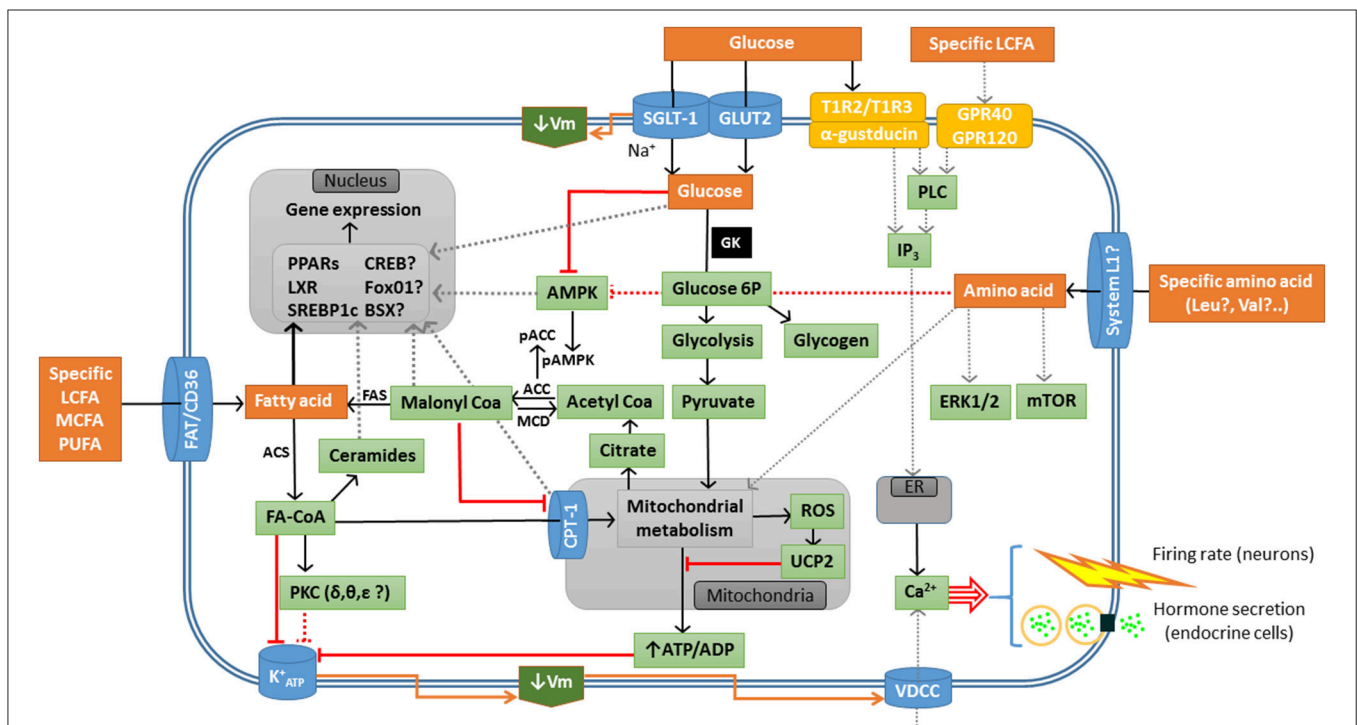 Glucose
Specific LCFA
T1R2/T1R3
α-gustducin
GPR40
GPR120
↓Vm
SGLT-1
GLUT2
Na⁺
Nucleus
Gene expression
PPARs CREB?
LXR Fox01?
SREBP1c BSX?
Glucose
PLC
GK
IP₃
AMPK
Glucose 6P
Amino acid
System L1?
Specific amino acid
(Leu?, Val?..)
pACC
pAMPK
Glycolysis
Glycogen
Specific
LCFA
MCFA
PUFA
FAT/CD36
Fatty acid
FAS
Malonyl Coa
ACC
MCD
Acetyl Coa
Pyruvate
ERK1/2
mTOR
ACS
Ceramides
Citrate
ER
FA-CoA
CPT-1
Mitochondrial
metabolism
ROS
UCP2
Mitochondria
Firing rate (neurons)
PKC (δ,θ,ε ?)
Ca²⁺
Hormone secretion
(endocrine cells)
↑ATP/ADP
K⁺ATP
↓Vm
VDCC